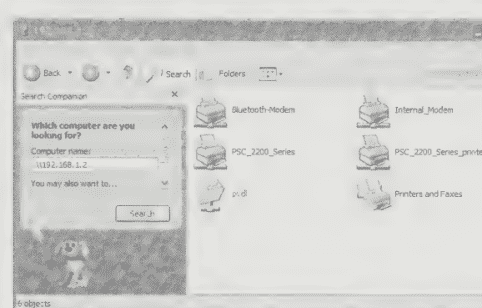 Back
Search
Folders
Search Companion
Which computer are you
looking for?
Computer name:
\\192.168.1.2
You may also want to...
Search
Bluetooth-Modem
Internal_Modem
PSC_2200_Series
PSC_2200_Series_printe
Printers and Faxes
6 objects